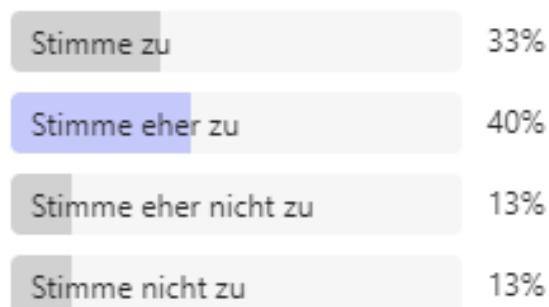 Stimme zu 33%
Stimme eher zu 40%
Stimme eher nicht zu 13%
Stimme nicht zu 13%